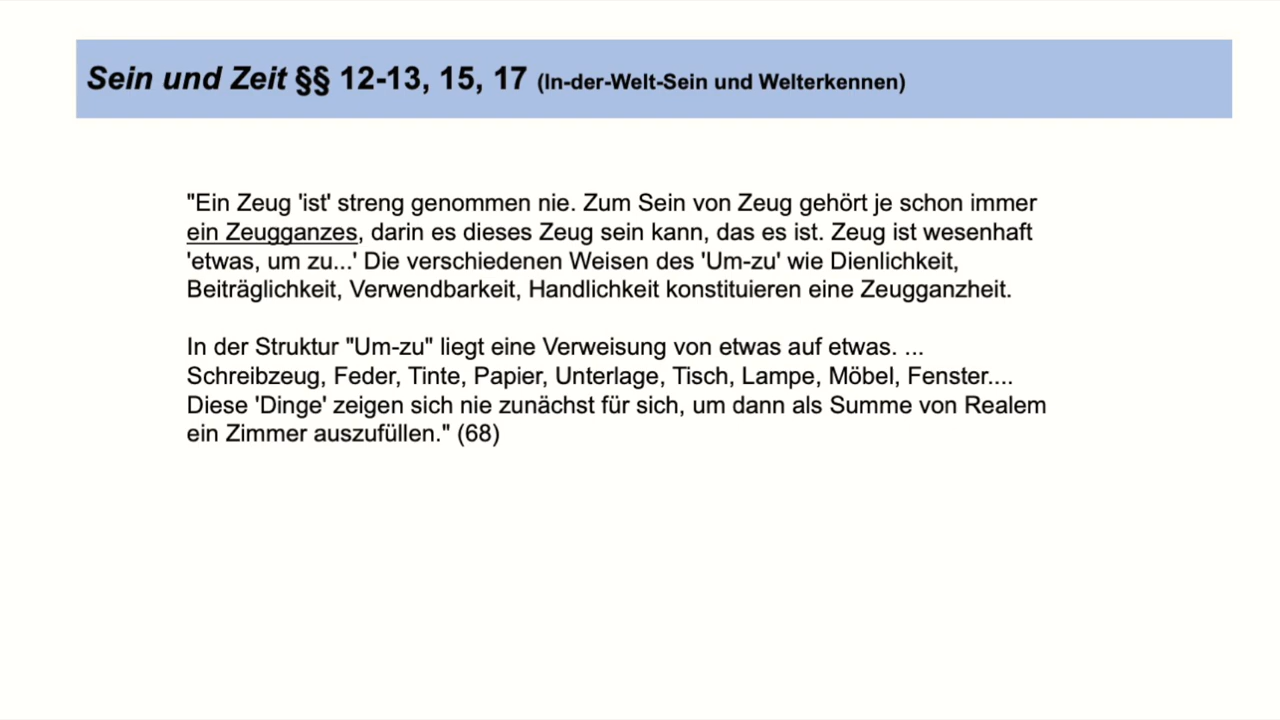 Sein und Zeit §§ 12-13, 15, 17 (In-der-Welt-Sein und Welterkennen)
"Ein Zeug 'ist' streng genommen nie. Zum Sein von Zeug gehört je schon immer
ein Zeugganzes, darin es dieses Zeug sein kann, das es ist. Zeug ist wesenhaft
'etwas, um zu...' Die verschiedenen Weisen des 'Um-zu' wie Dienlichkeit,
Beiträglichkeit, Verwendbarkeit, Handlichkeit konstituieren eine Zeugganzheit.
In der Struktur "Um-zu" liegt eine Verweisung von etwas auf etwas. ...
Schreibzeug, Feder, Tinte, Papier, Unterlage, Tisch, Lampe, Möbel, Fenster....
Diese 'Dinge' zeigen sich nie zunächst für sich, um dann als Summe von Realem
ein Zimmer auszufüllen." (68)